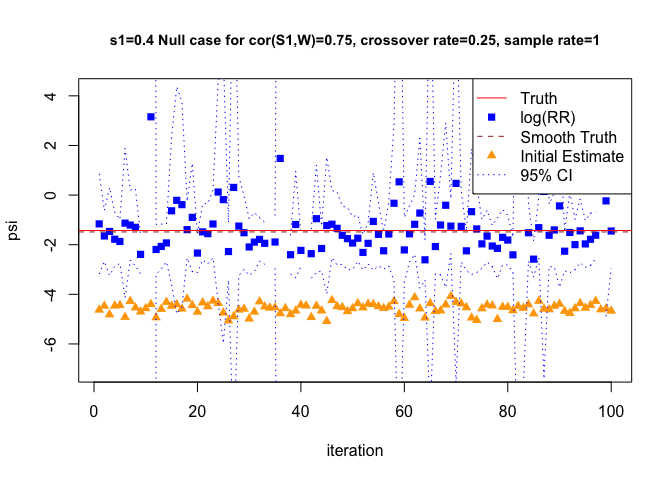 s1=0.4 Null case for cor(S1,W)=0.75, crossover rate=0.25, sample rate=1
Truth
log(RR)
Smooth Truth
Initial Estimate
95% CI
psi
4
2
0
-2
-4
-6
0
20
40
60
80
100
iteration